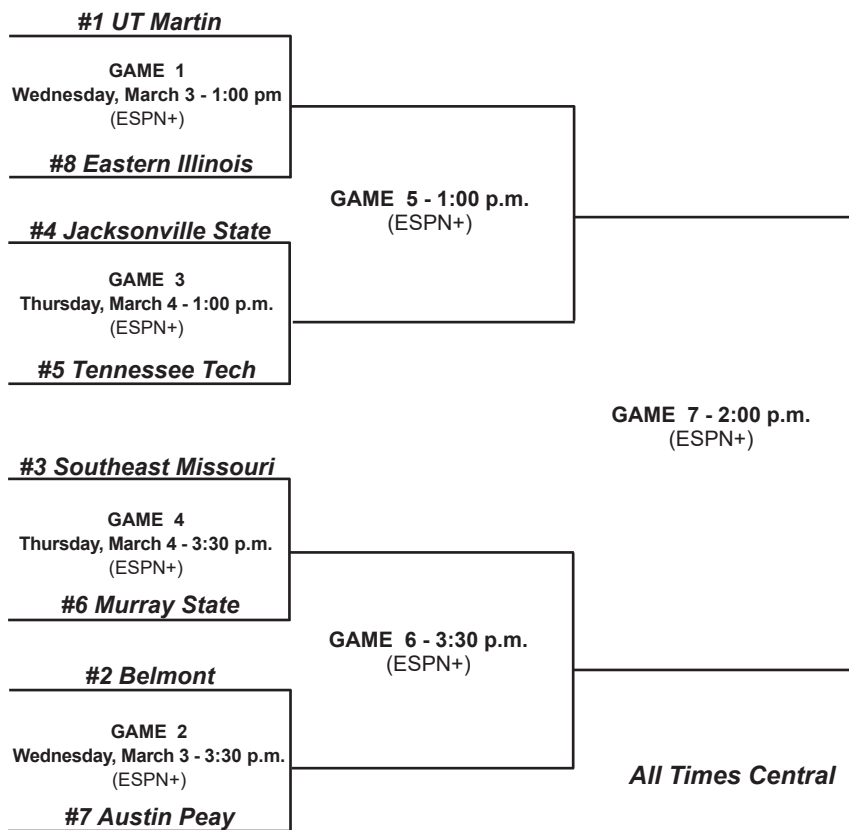 #1 UT Martin
GAME 1
Wednesday, March 3 - 1:00 pm
(ESPN+)
#8 Eastern Illinois
GAME 5 - 1:00 p.m.
(ESPN+)
#4 Jacksonville State
GAME 3
Thursday, March 4 - 1:00 p.m.
(ESPN+)
#5 Tennessee Tech
GAME 7 - 2:00 p.m.
(ESPN+)
#3 Southeast Missouri
GAME 4
Thursday, March 4 - 3:30 p.m.
(ESPN+)
#6 Murray State
GAME 6 - 3:30 p.m.
(ESPN+)
#2 Belmont
GAME 2
Wednesday, March 3 - 3:30 p.m.
(ESPN+)
#7 Austin Peay
All Times Central